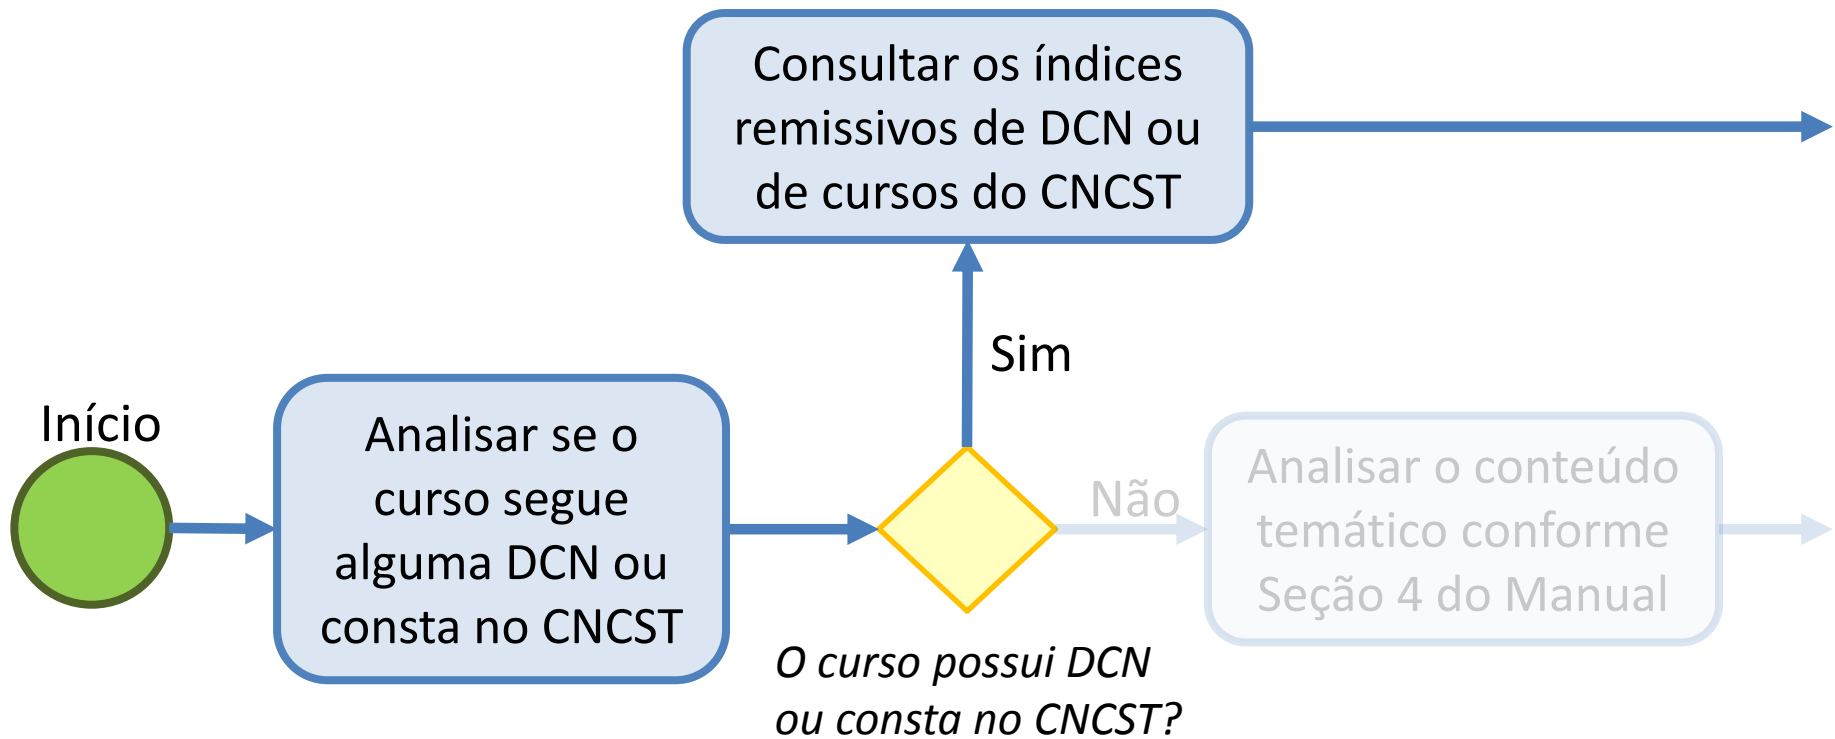 Consultar os índices
remissivos de DCN ou
de cursos do CNCST
Sim
Início
Analisar se o
curso segue
alguma DCN ou
consta no CNCST
Não
Analisar o conteúdo
temático conforme
Seção 4 do Manual
O curso possui DCN
ou consta no CNCST?